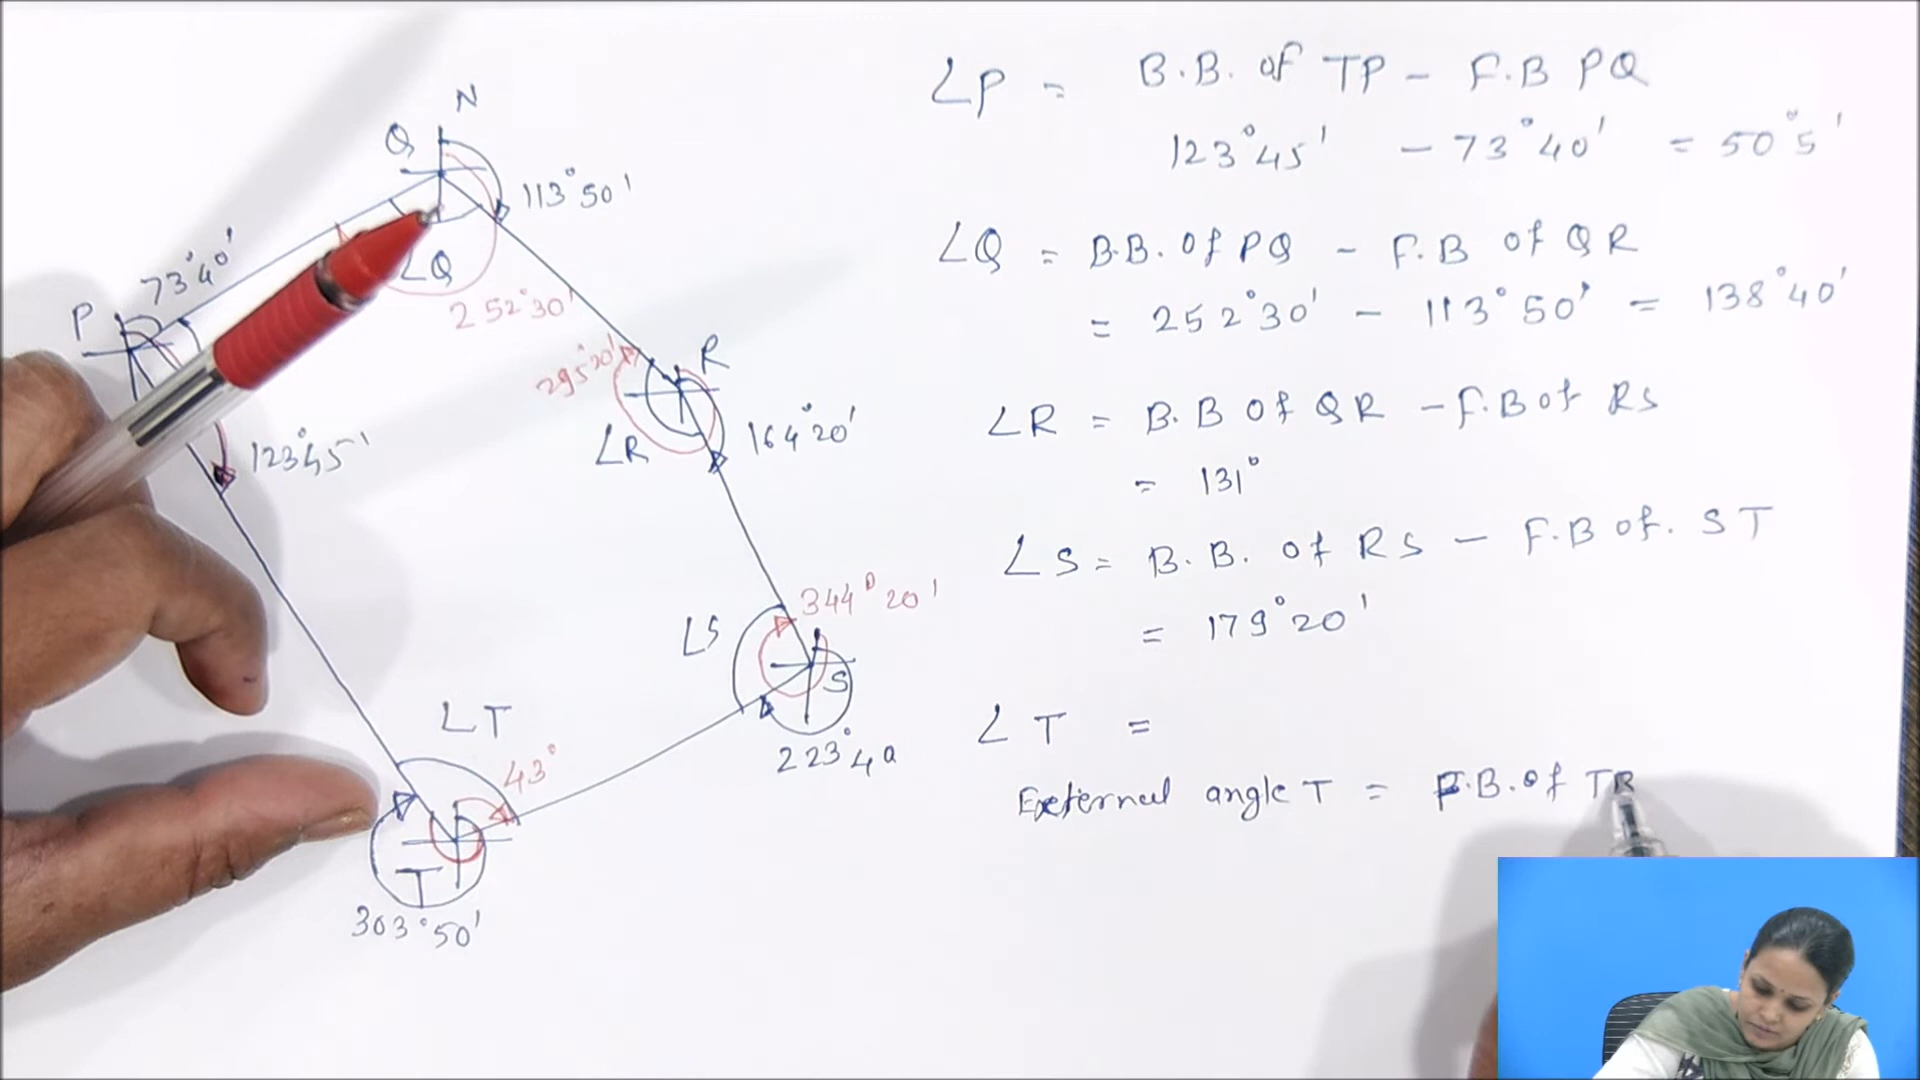 N
Q
113°50'
∠Q
252°30'
73°40'
P
295°20'
R
∠R
164°20'
123°45'
344°20'
∠S
S
223°40
∠T
43°
T
303°50'
∠P = B.B. of TP - F.B PQ
123°45' - 73°40' = 50°5'
∠Q = B.B. of PQ - F.B of QR
= 252°30' - 113°50' = 138°40'
∠R = B.B of QR - F.B of RS
= 131°
∠S = B.B. of RS - F.B of. ST
= 179°20'
∠T =
External angle T = F.B. of